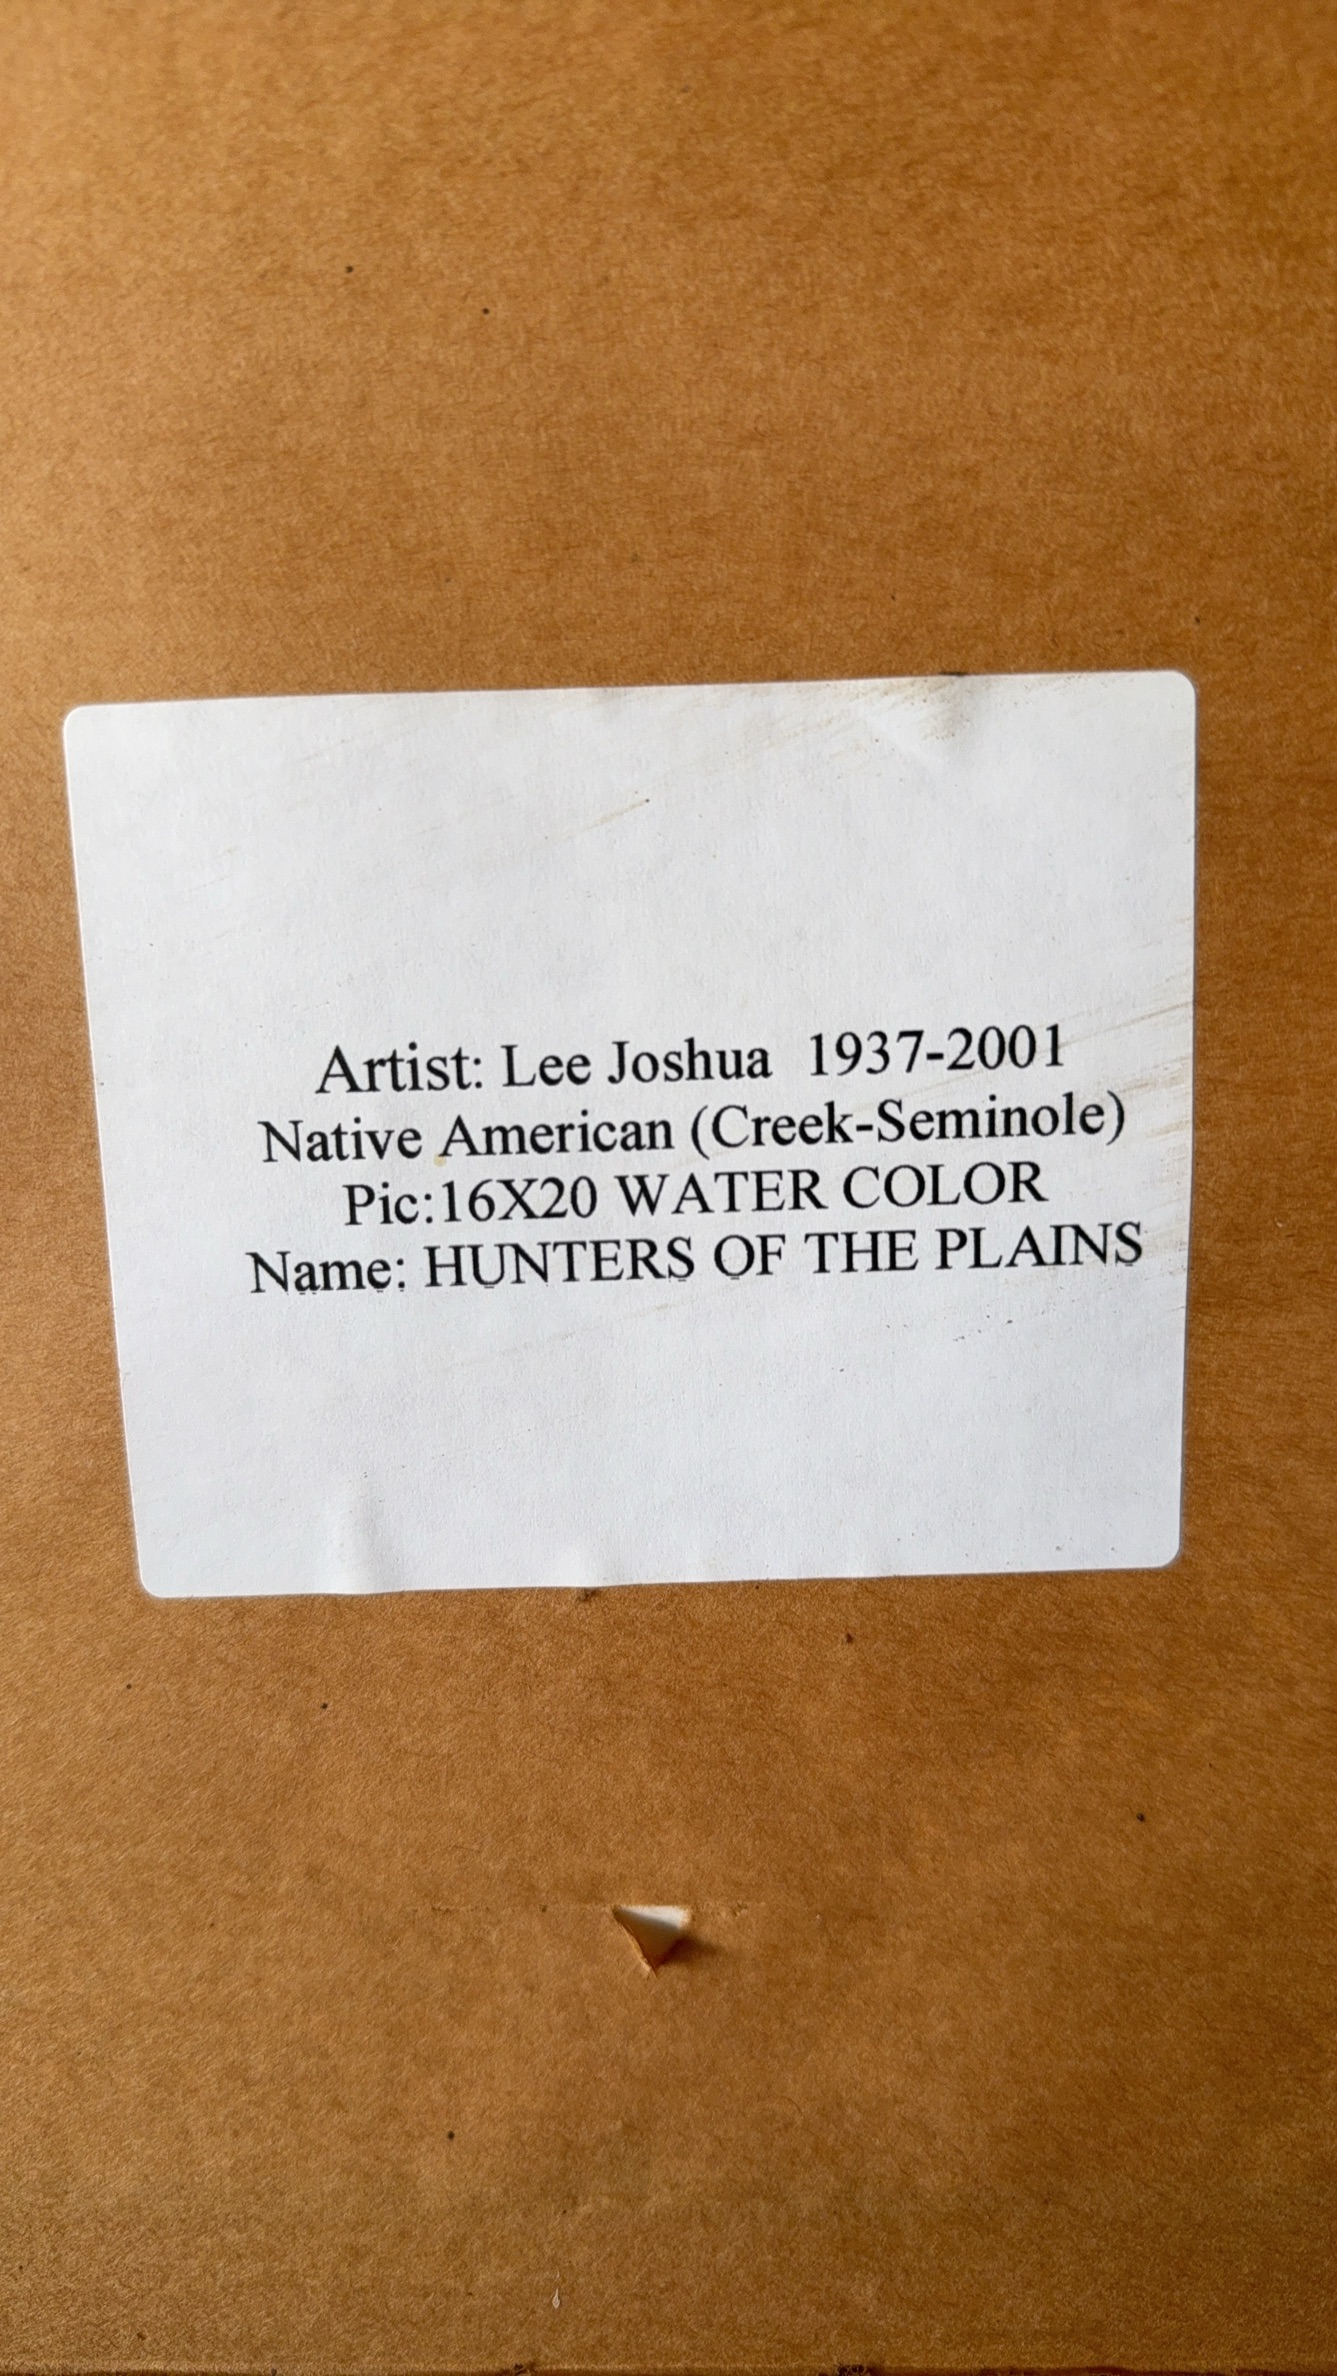 Artist: Lee Joshua 1937-2001
Native American (Creek-Seminole)
Pic:16X20 WATER COLOR
Name: HUNTERS OF THE PLAINS